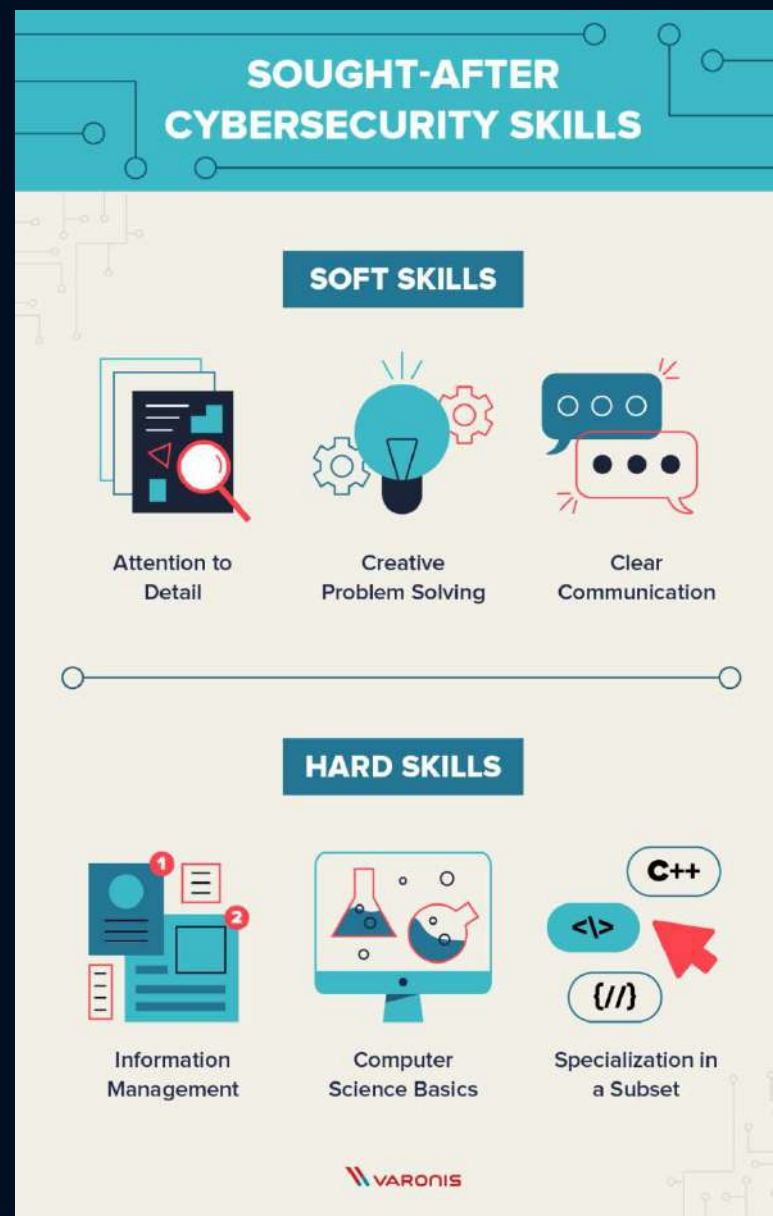 SOUGHT-AFTER
CYBERSECURITY SKILLS
SOFT SKILLS
Attention to
Detail
Creative
Problem Solving
Clear
Communication
HARD SKILLS
1
2
Information
Management
Computer
Science Basics
C++
<\>
{//}
Specialization in
a Subset
VARONIS